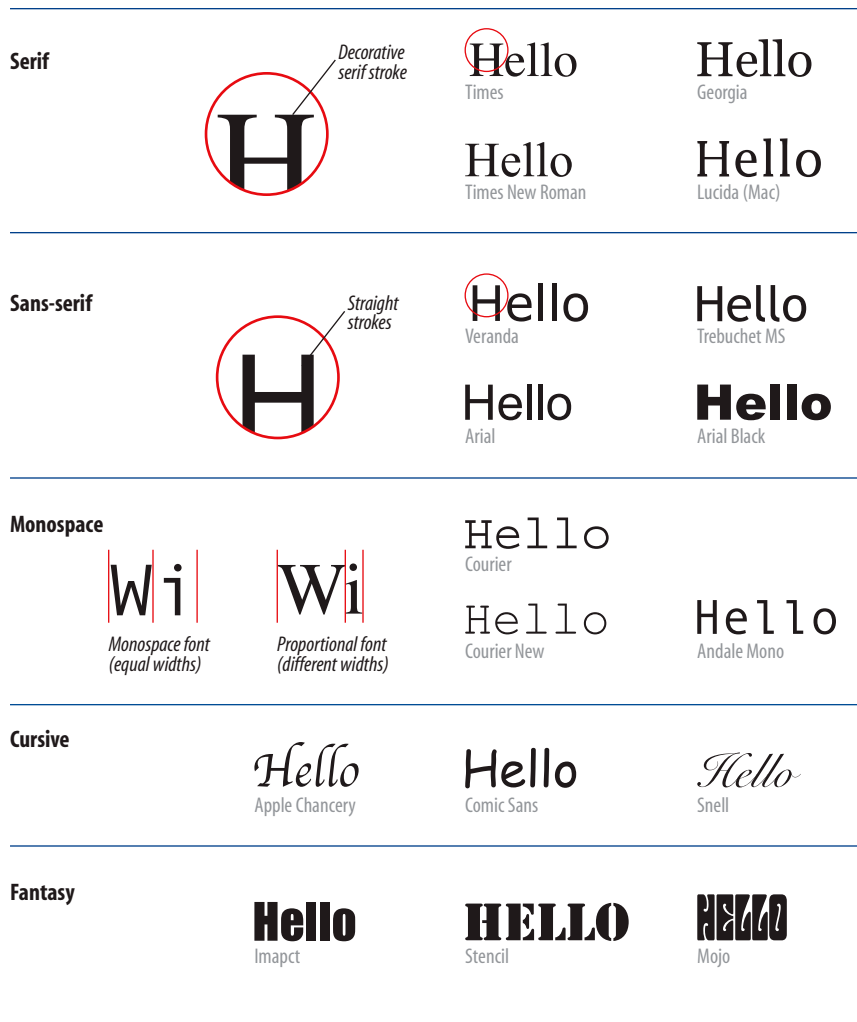 Serif
Decorative
serif stroke
H
Hello
Times
Hello
Georgia
Hello
Times New Roman
Hello
Lucida (Mac)
Sans-serif
Straight
strokes
H
Hello
Veranda
Hello
Trebuchet MS
Hello
Arial
Hello
Arial Black
Monospace
Wi
Monospace font
(equal widths)
Wi
Proportional font
(different widths)
Hello
Courier
Hello
Courier New
Hello
Andale Mono
Cursive
Hello
Apple Chancery
Hello
Comic Sans
Hello
Snell
Fantasy
Hello
Imapct
HELLO
Stencil
HELLO
Mojo